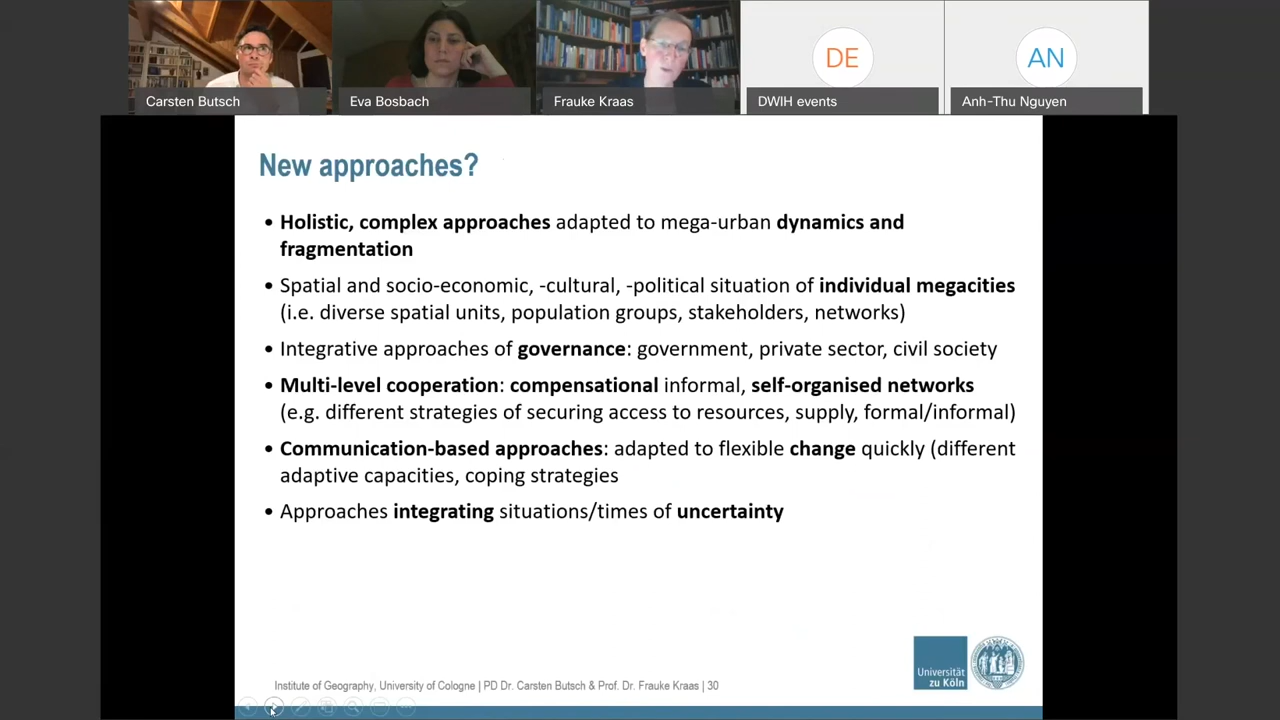 Carsten Butsch
Eva Bosbach
Frauke Kraas
DE
DWIH events
AN
Anh-Thu Nguyen
New approaches?
• Holistic, complex approaches adapted to mega-urban dynamics and
fragmentation
• Spatial and socio-economic, -cultural, -political situation of individual megacities
(i.e. diverse spatial units, population groups, stakeholders, networks)
• Integrative approaches of governance: government, private sector, civil society
• Multi-level cooperation: compensational informal, self-organised networks
(e.g. different strategies of securing access to resources, supply, formal/informal)
• Communication-based approaches: adapted to flexible change quickly (different
adaptive capacities, coping strategies
• Approaches integrating situations/times of uncertainty
Universität
zu Köln
Institute of Geography, University of Cologne | PD Dr. Carsten Butsch & Prof. Dr. Frauke Kraas | 30